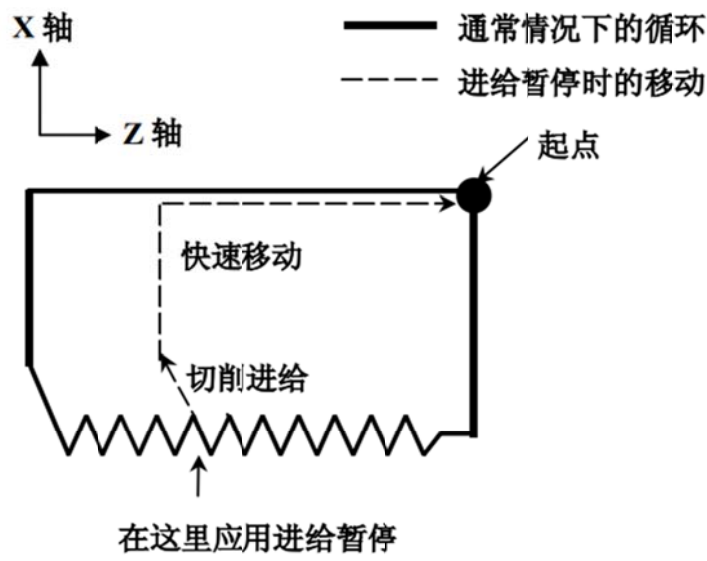 X 轴
通常情况下的循环
进给暂停时的移动
Z 轴
起点
快速移动
切削进给
在这里应用进给暂停